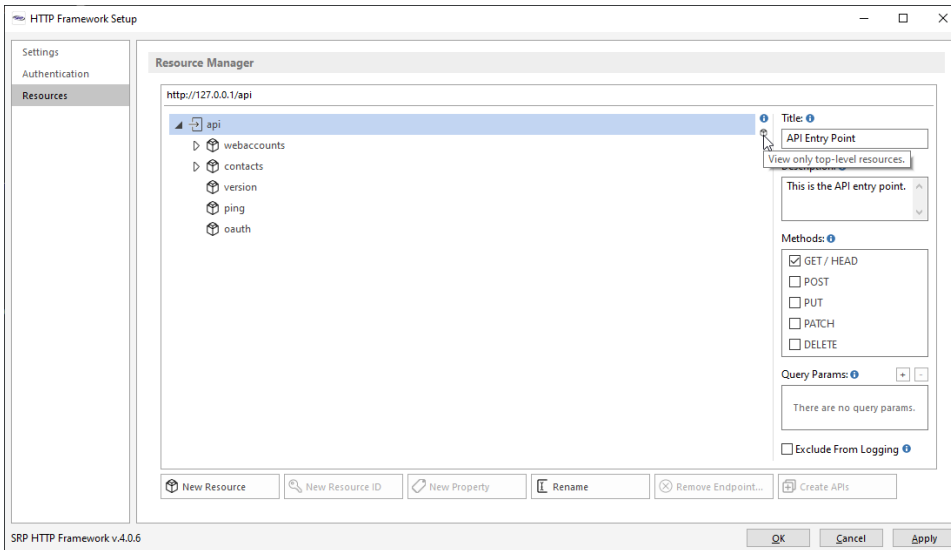 HTTP Framework Setup
Settings
Authentication
Resources
Resource Manager
http://127.0.0.1/api
api
webaccounts
contacts
version
ping
oauth
Title:
API Entry Point
View only top-level resources.
Description:
This is the API entry point.
Methods:
GET / HEAD
POST
PUT
PATCH
DELETE
Query Params:
+ -
There are no query params.
Exclude From Logging
New Resource New Resource ID New Property Rename Remove Endpoint... Create APIs
SRP HTTP Framework v.4.0.6
OK Cancel Apply